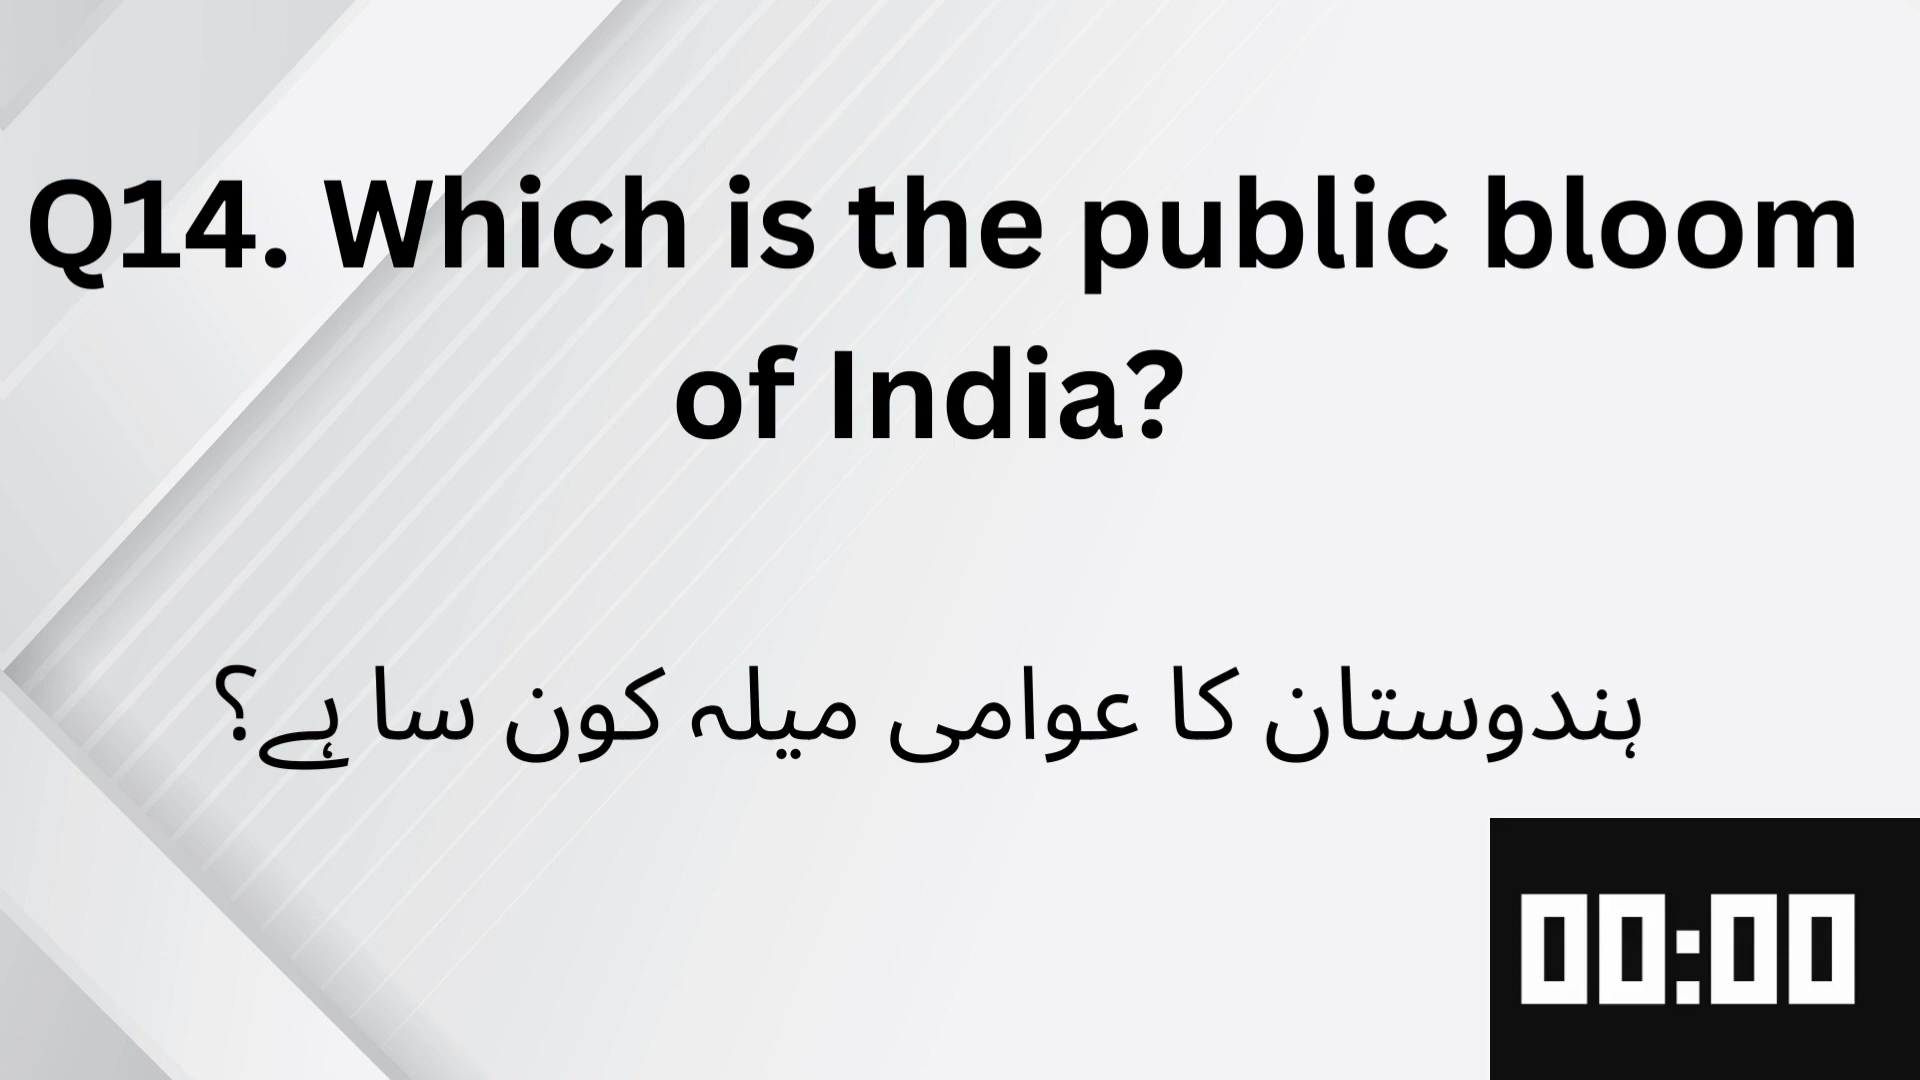 Q14. Which is the public bloom
of India?
ہندوستان کا عوامی میلہ کون سا ہے؟
00:00